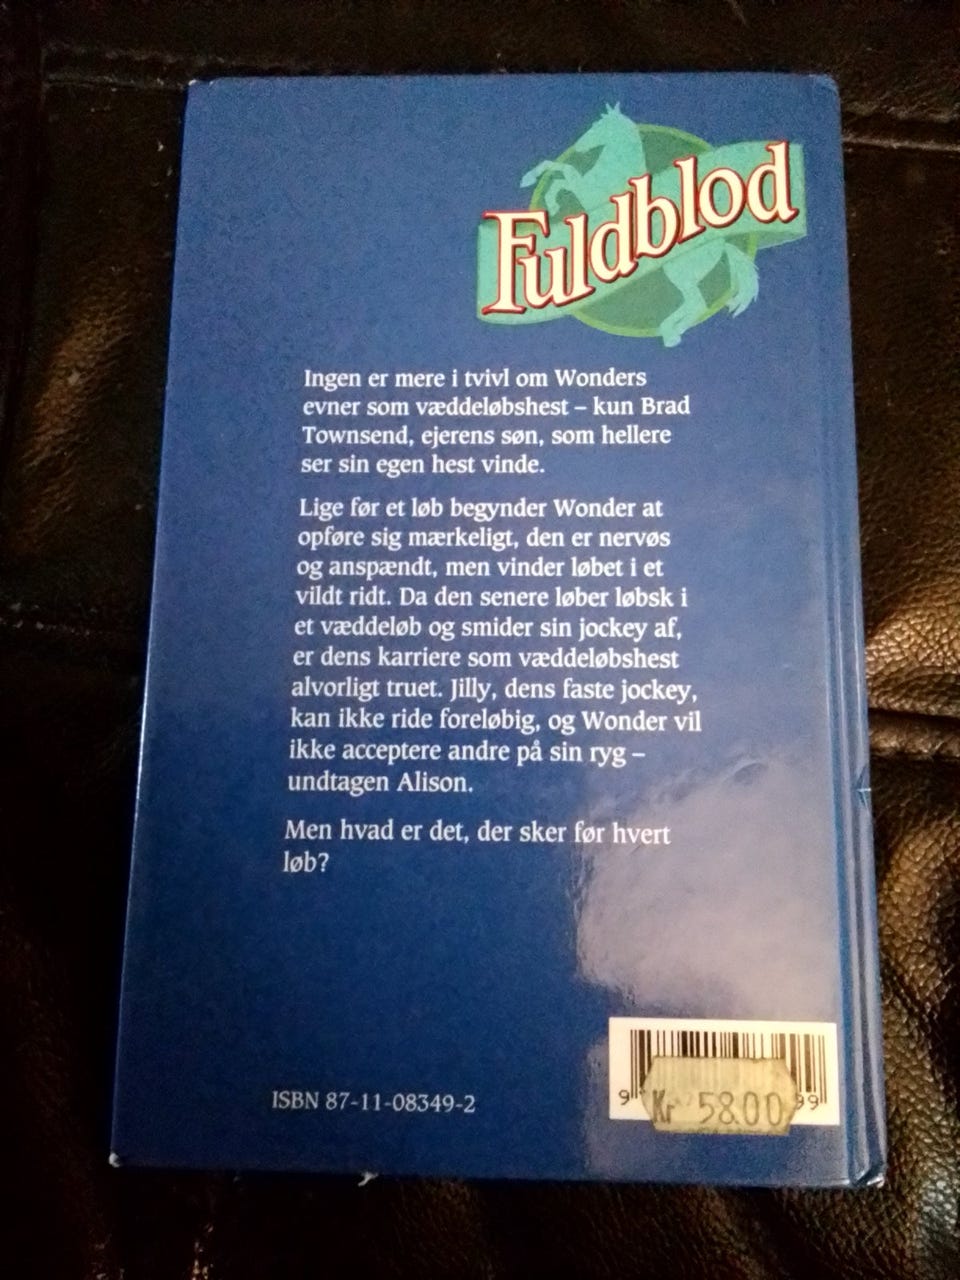 Fuldblod
Ingen er mere i tvivl om Wonders
evner som væddeløbshest – kun Brad
Townsend, ejerens søn, som hellere
ser sin egen hest vinde.
Lige før et løb begynder Wonder at
opføre sig mærkeligt, den er nervøs
og anspændt, men vinder løbet i et
vildt ridt. Da den senere løber løbsk i
et væddeløb og smider sin jockey af,
er dens karriere som væddeløbshest
alvorligt truet. Jilly, dens faste jockey,
kan ikke ride foreløbig, og Wonder vil
ikke acceptere andre på sin ryg –
undtagen Alison.
Men hvad er det, der sker før hvert
løb?
ISBN 87-11-08349-2
9 Kr 58.00 99